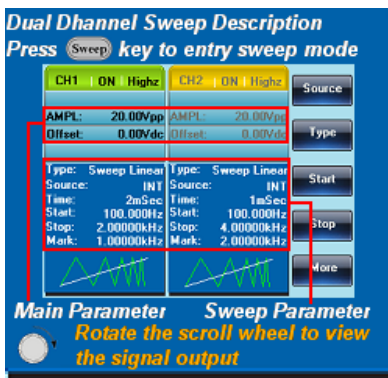 Dual Dhannel Sweep Description
Press Sweep key to entry sweep mode
CH1 ON Highz CH2 ON Highz
Source
AMPL: 20.00Vpp AMPL: 20.00Vpp
Offset: 0.00Vdc Offset: 0.00Vdc
Type
Type: Sweep Linear Type: Sweep Linear
Source: INT Source: INT
Start
Time: 2mSec Time: 1mSec
Start: 100.000Hz Start: 100.000Hz
Stop: 2.00000kHz Stop: 4.00000kHz
Stop
Mark: 1.00000kHz Mark: 2.00000kHz
More
Main Parameter Sweep Parameter
Rotate the scroll wheel to view
the signal output